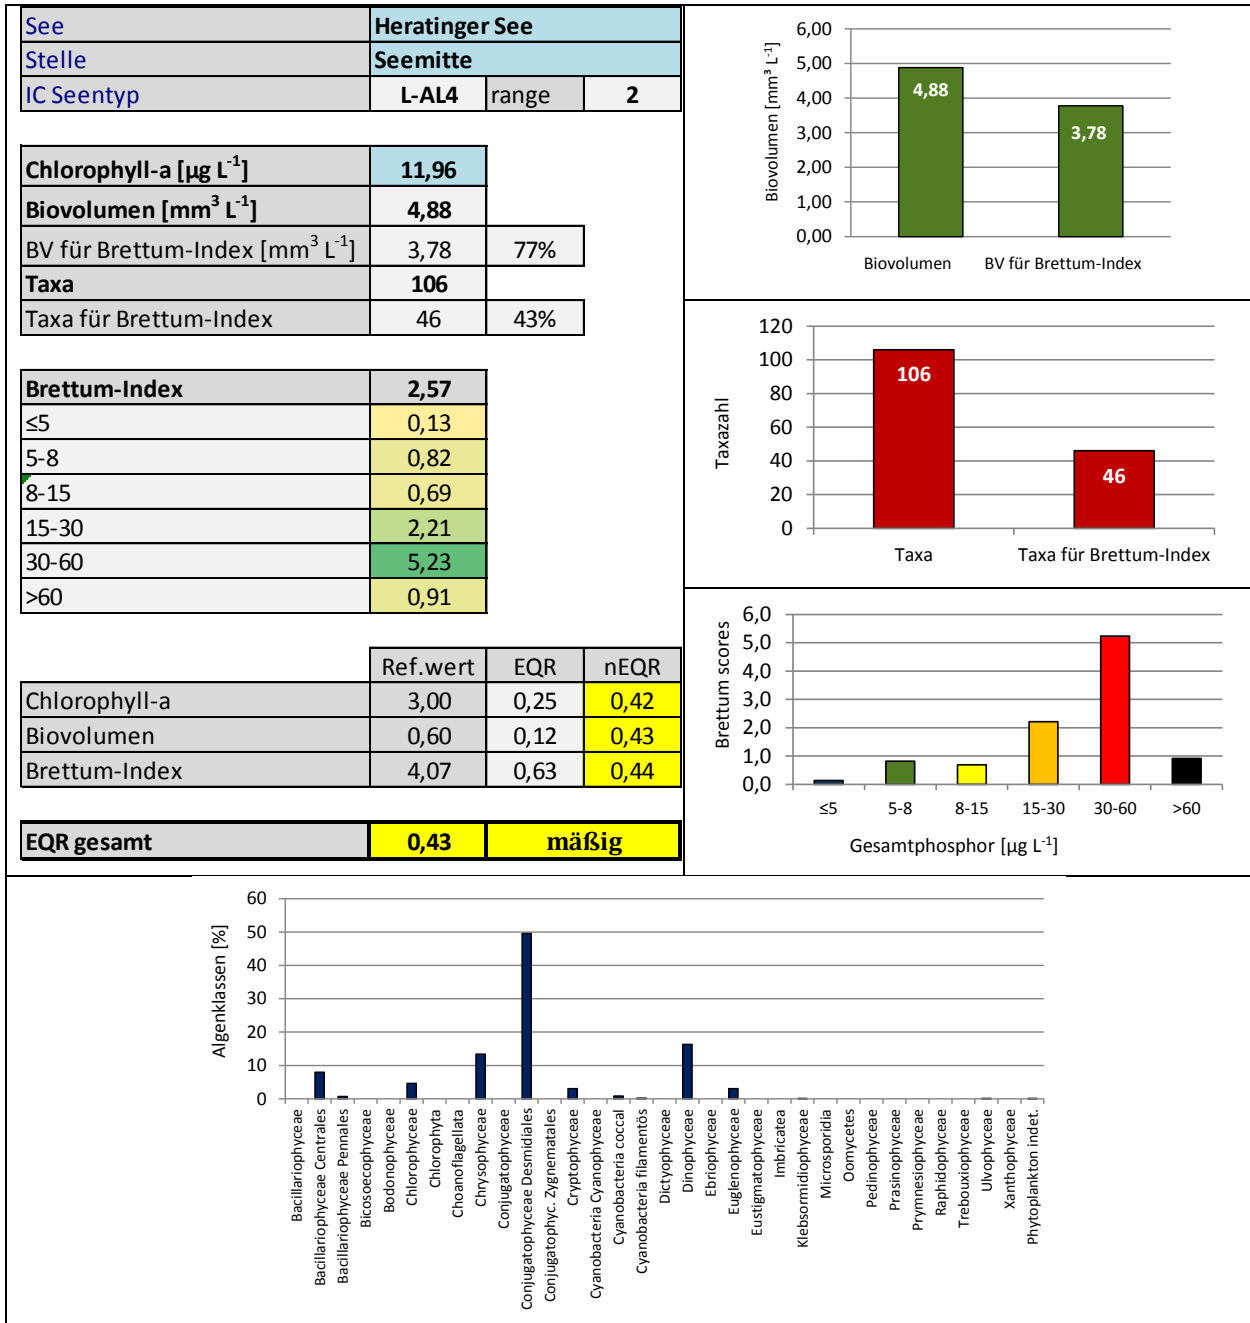 See Heratinger See
Stelle Seemitte
IC Seentyp L-AL4 range 2
Chlorophyll-a [µg L⁻¹] 11,96
Biovolumen [mm³ L⁻¹] 4,88
BV für Brettum-Index [mm³ L⁻¹] 3,78 77%
Taxa 106
Taxa für Brettum-Index 46 43%
Brettum-Index 2,57
≤5 0,13
5-8 0,82
8-15 0,69
15-30 2,21
30-60 5,23
>60 0,91
Ref.wert EQR nEQR
Chlorophyll-a 3,00 0,25 0,42
Biovolumen 0,60 0,12 0,43
Brettum-Index 4,07 0,63 0,44
EQR gesamt 0,43 mäßig
Biovolumen [mm³ L⁻¹]
6,00
5,00
4,00
3,00
2,00
1,00
0,00
4,88
3,78
Biovolumen BV für Brettum-Index
Taxazahl
120
100
80
60
40
20
0
106
46
Taxa Taxa für Brettum-Index
Brettum scores
6,0
5,0
4,0
3,0
2,0
1,0
0,0
≤5 5-8 8-15 15-30 30-60 >60
Gesamtphosphor [µg L⁻¹]
Algenklassen [%]
60
50
40
30
20
10
0
Bacillariophyceae
Bacillariophyceae Centrales
Bacillariophyceae Pennales
Bicosoecophyceae
Bodonophyceae
Chlorophyceae
Chlorophyta
Choanoflagellata
Chrysophyceae
Conjugatophyceae
Conjugatophyceae Desmidiales
Conjugatophyc. Zygnematales
Cryptophyceae
Cyanobacteria Cyanophyceae
Cyanobacteria coccal
Cyanobacteria filamentös
Dictyophyceae
Dinophyceae
Ebriophyceae
Euglenophyceae
Eustigmatophyceae
Imbricatea
Klebsormidiophyceae
Microsporidia
Oomycetes
Pedinophyceae
Prasinophyceae
Prymnesiophyceae
Raphidophyceae
Trebouxiophyceae
Ulvophyceae
Xanthophyceae
Phytoplankton indet.